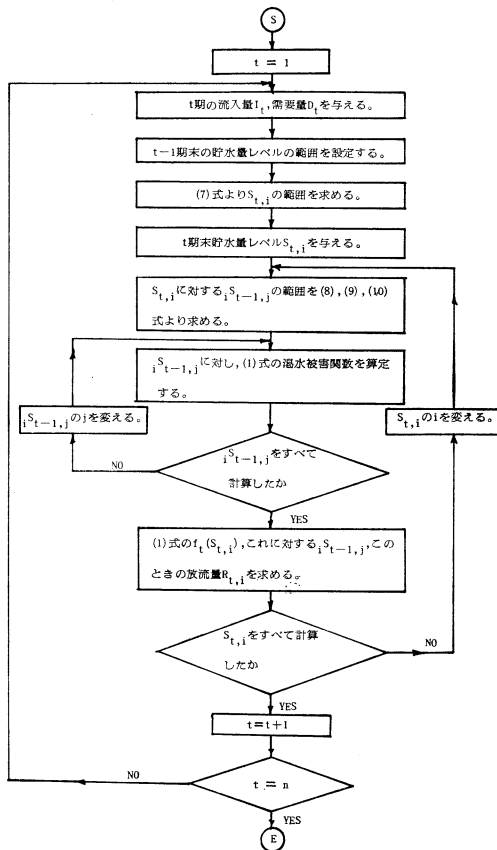 S
t = 1
t期の流入量I_t,需要量D_tを与える。
t-1期末の貯水量レベルの範囲を設定する。
(7)式よりS_{t,i}の範囲を求める。
t期末貯水量レベルS_{t,i}を与える。
S_{t,i}に対する_iS_{t-1,j}の範囲を(8),(9),(10)
式より求める。
_iS_{t-1,j}に対し,(1)式の渇水被害関数を算定
する。
_iS_{t-1,j}のjを変える。
S_{t,i}のiを変える。
_iS_{t-1,j}をすべて
計算したか
NO
YES
(1)式のf_t(S_{t,i}),これに対する_iS_{t-1,j},この
ときの放流量R_{t,i}を求める。
S_{t,i}をすべて計算
したか
NO
YES
t=t+1
NO
t = n
YES
E